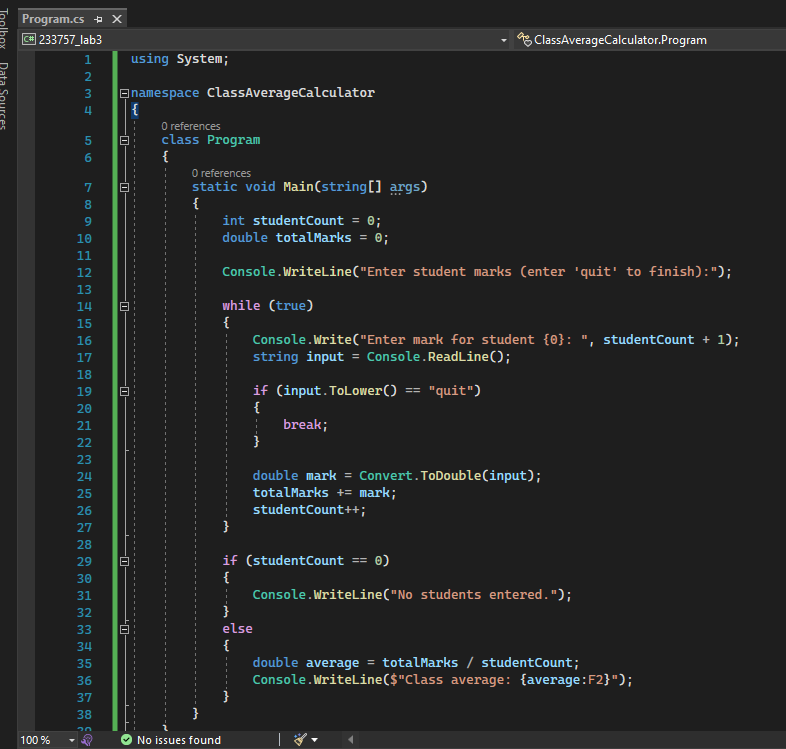 Toolbox
Data Sources
Program.cs
C# 233757_lab3
ClassAverageCalculator.Program
1 using System;
2
3 namespace ClassAverageCalculator
4 {
0 references
5 class Program
6 {
0 references
7 static void Main(string[] args)
8 {
9 int studentCount = 0;
10 double totalMarks = 0;
11
12 Console.WriteLine("Enter student marks (enter 'quit' to finish):");
13
14 while (true)
15 {
16 Console.Write("Enter mark for student {0}: ", studentCount + 1);
17 string input = Console.ReadLine();
18
19 if (input.ToLower() == "quit")
20 {
21 break;
22 }
23
24 double mark = Convert.ToDouble(input);
25 totalMarks += mark;
26 studentCount++;
27 }
28
29 if (studentCount == 0)
30 {
31 Console.WriteLine("No students entered.");
32 }
33 else
34 {
35 double average = totalMarks / studentCount;
36 Console.WriteLine($"Class average: {average:F2}");
37 }
38 }
39 }
100 %
No issues found